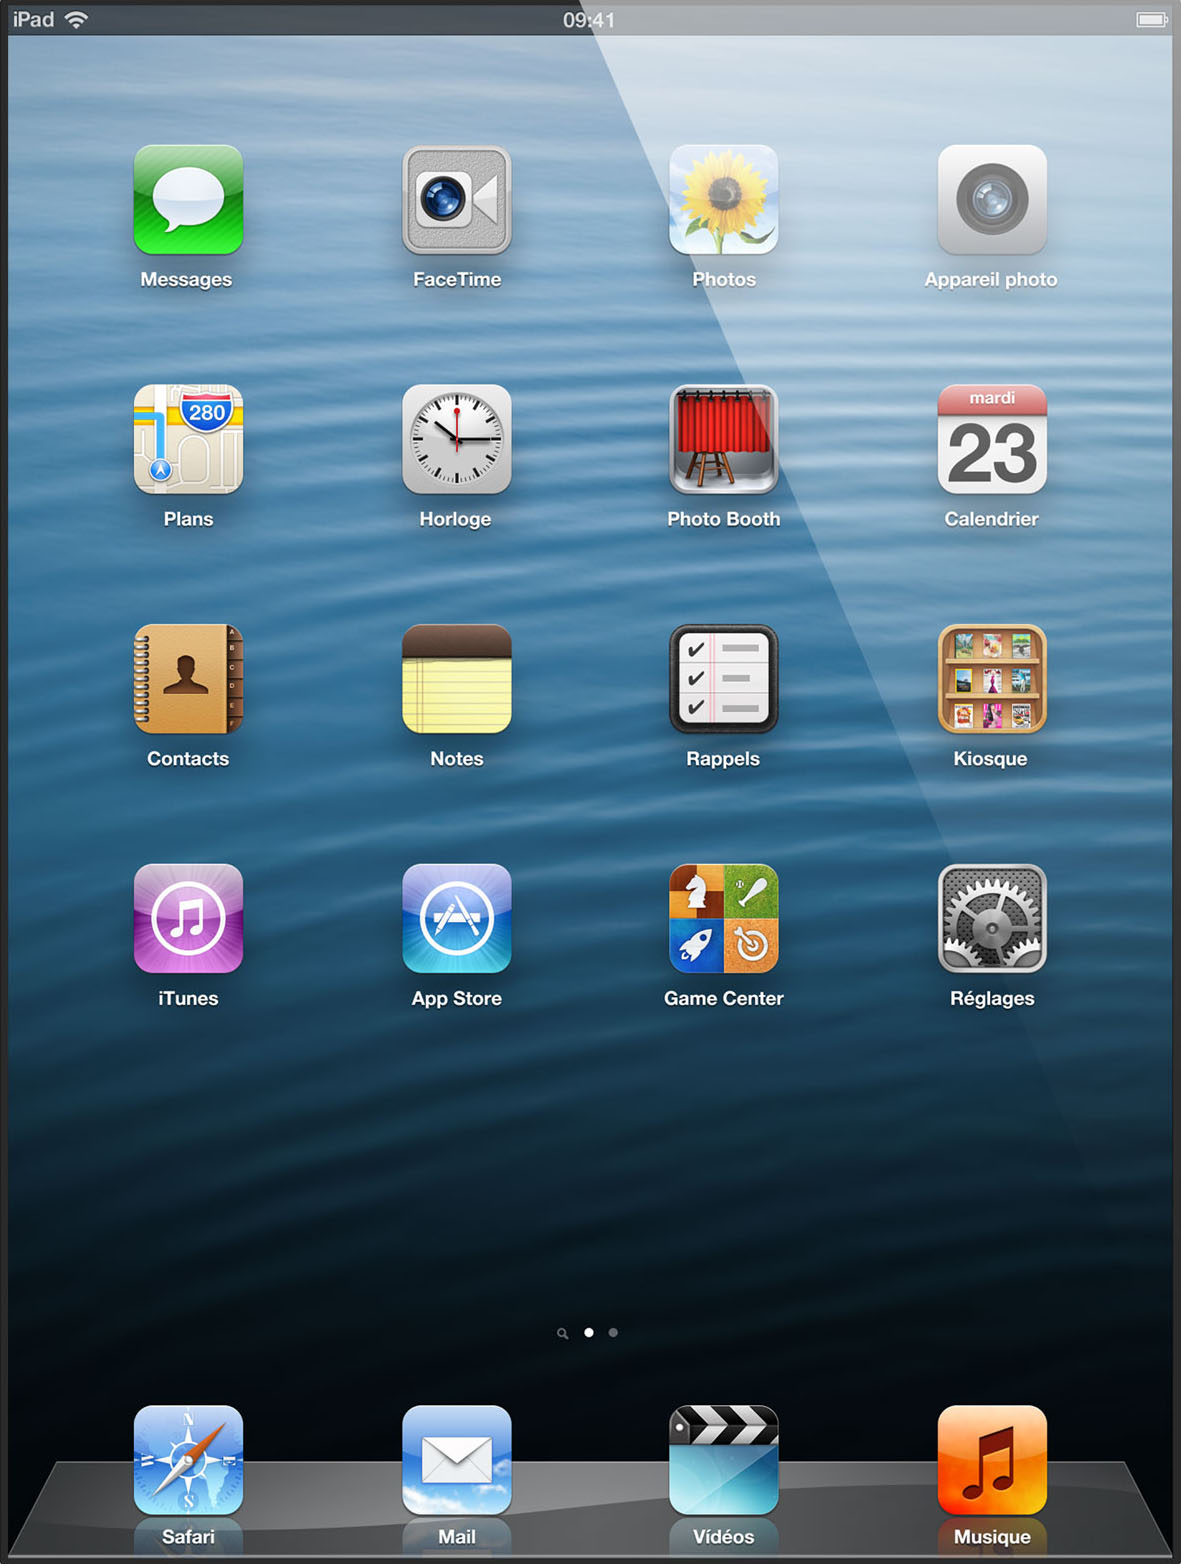 iPad 09:41
Messages FaceTime Photos Appareil photo
280 mardi
23
Plans Horloge Photo Booth Calendrier
A
B
C
D
E
F
Contacts Notes Rappels Kiosque
iTunes App Store Game Center Réglages
N
W E
S
Safari Mail Vídéos Musique